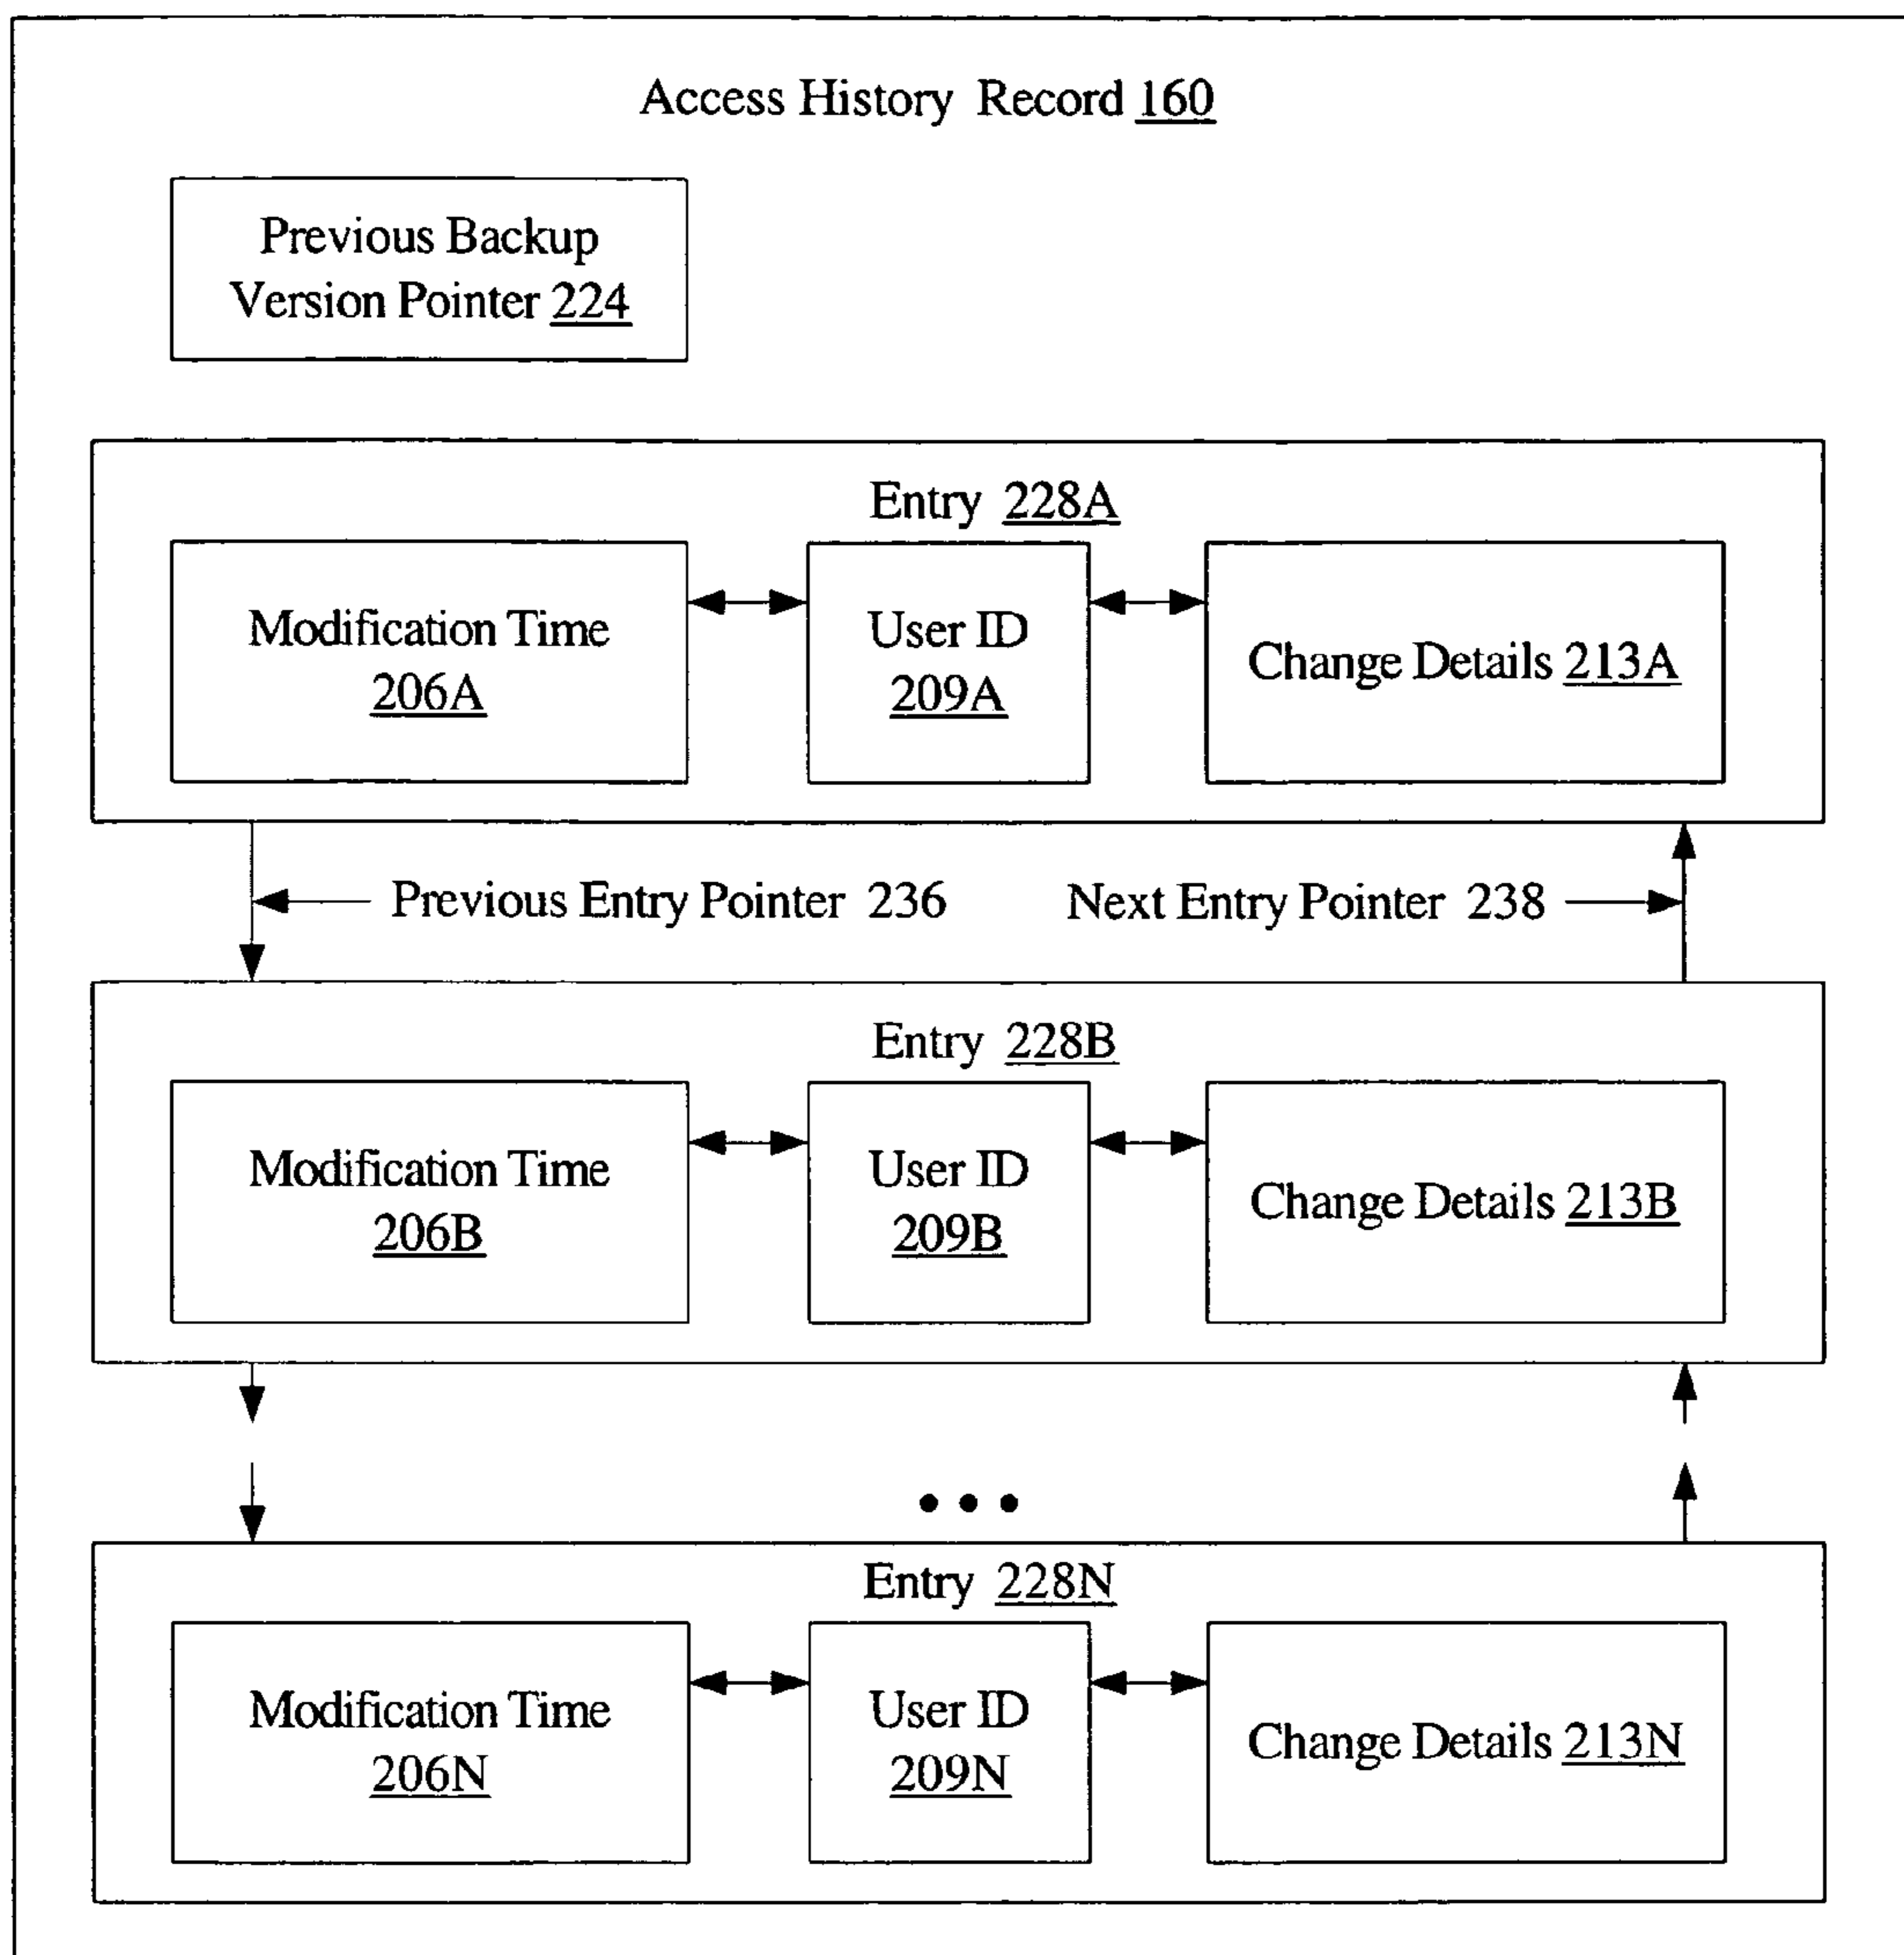 Access History Record 160
Previous Backup
Version Pointer 224
Entry 228A
Modification Time
206A
User ID
209A
Change Details 213A
Previous Entry Pointer 236
Next Entry Pointer 238
Entry 228B
Modification Time
206B
User ID
209B
Change Details 213B
• • •
Entry 228N
Modification Time
206N
User ID
209N
Change Details 213N